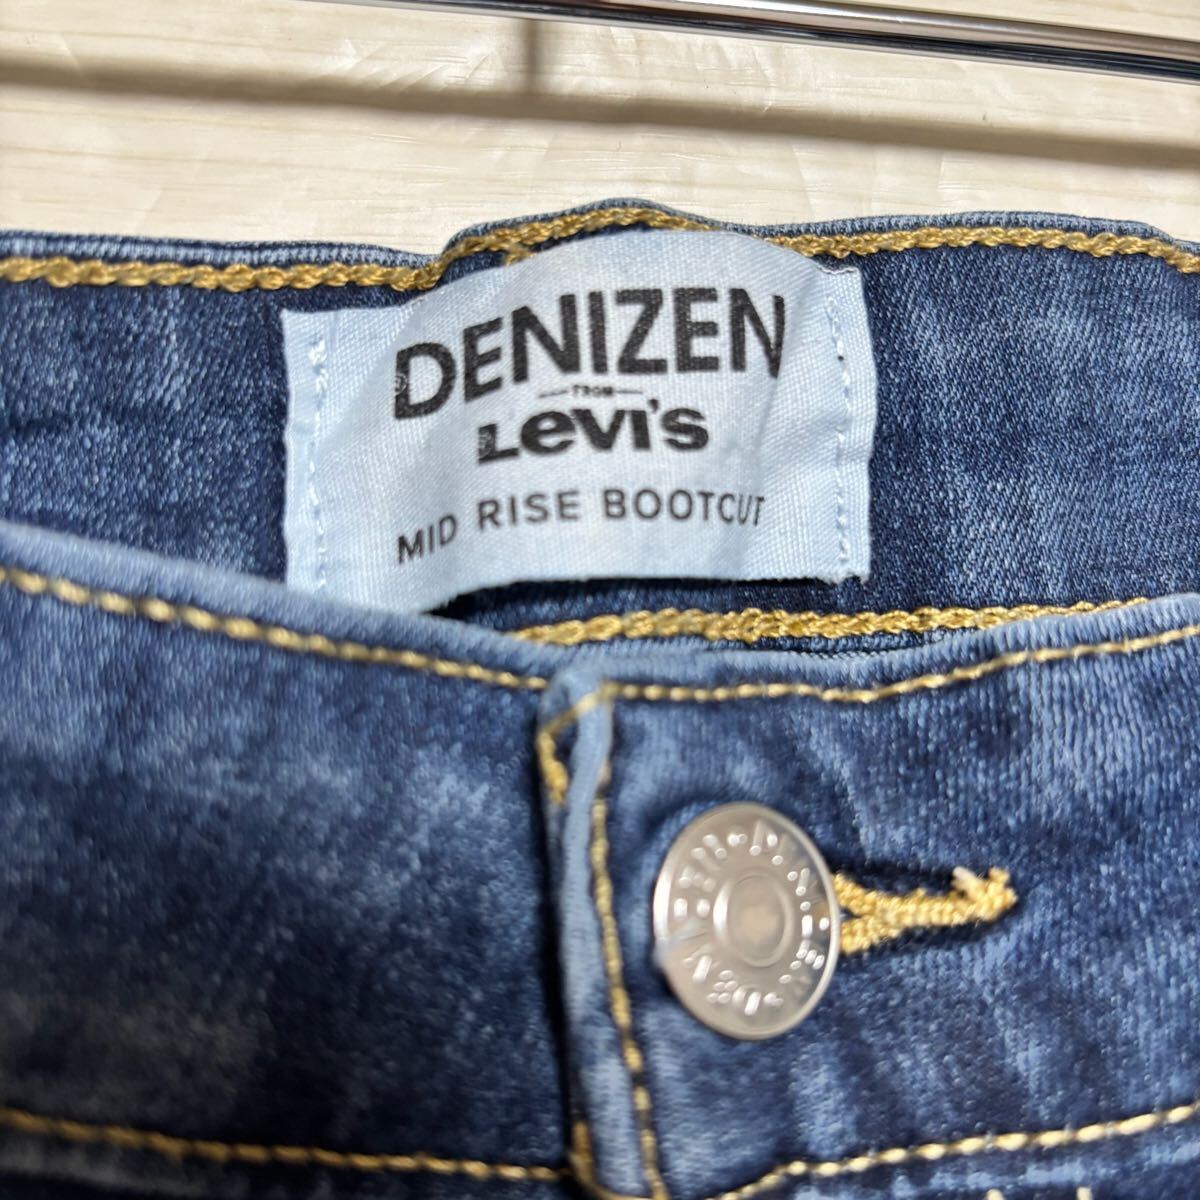 DENIZEN
FROM
Levi's
MID RISE BOOTCUT